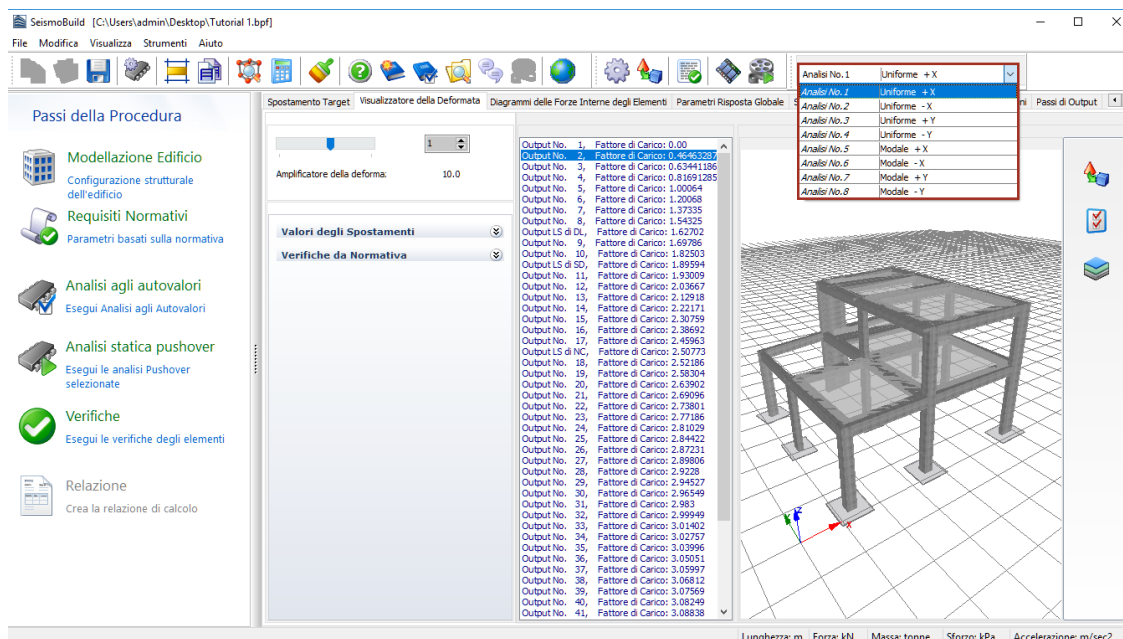 SeismoBuild [C:\Users\admin\Desktop\Tutorial 1.bpf]
File Modifica Visualizza Strumenti Aiuto
Analisi No.1 Uniforme + X
Analisi No.1 Uniforme + X
Analisi No.2 Uniforme - X
Analisi No.3 Uniforme + Y
Analisi No.4 Uniforme - Y
Analisi No.5 Modale + X
Analisi No.6 Modale - X
Analisi No.7 Modale + Y
Analisi No.8 Modale - Y
Spostamento Target Visualizzatore della Deformata Diagrammi delle Forze Interne degli Elementi Parametri Risposta Globale Passi di Output
Passi della Procedura
Modellazione Edificio
Configurazione strutturale
dell'edificio
Requisiti Normativi
Parametri basati sulla normativa
Analisi agli autovalori
Esegui Analisi agli Autovalori
Analisi statica pushover
Esegui le analisi Pushover
selezionate
Verifiche
Esegui le verifiche degli elementi
Relazione
Crea la relazione di calcolo
1
Amplificatore della deforma: 10.0
Valori degli Spostamenti
Verifiche da Normativa
Output No. 1, Fattore di Carico: 0.00
Output No. 2, Fattore di Carico: 0.46463287
Output No. 3, Fattore di Carico: 0.63441186
Output No. 4, Fattore di Carico: 0.81691285
Output No. 5, Fattore di Carico: 1.00064
Output No. 6, Fattore di Carico: 1.20068
Output No. 7, Fattore di Carico: 1.37335
Output No. 8, Fattore di Carico: 1.54325
Output LS di DL, Fattore di Carico: 1.62702
Output No. 9, Fattore di Carico: 1.69786
Output No. 10, Fattore di Carico: 1.82503
Output LS di SD, Fattore di Carico: 1.89594
Output No. 11, Fattore di Carico: 1.93009
Output No. 12, Fattore di Carico: 2.03667
Output No. 13, Fattore di Carico: 2.12918
Output No. 14, Fattore di Carico: 2.22171
Output No. 15, Fattore di Carico: 2.30759
Output No. 16, Fattore di Carico: 2.38692
Output No. 17, Fattore di Carico: 2.45963
Output LS di NC, Fattore di Carico: 2.50773
Output No. 18, Fattore di Carico: 2.52186
Output No. 19, Fattore di Carico: 2.58304
Output No. 20, Fattore di Carico: 2.63902
Output No. 21, Fattore di Carico: 2.69096
Output No. 22, Fattore di Carico: 2.73801
Output No. 23, Fattore di Carico: 2.77186
Output No. 24, Fattore di Carico: 2.81029
Output No. 25, Fattore di Carico: 2.84422
Output No. 26, Fattore di Carico: 2.87231
Output No. 27, Fattore di Carico: 2.89806
Output No. 28, Fattore di Carico: 2.9228
Output No. 29, Fattore di Carico: 2.94527
Output No. 30, Fattore di Carico: 2.96549
Output No. 31, Fattore di Carico: 2.983
Output No. 32, Fattore di Carico: 2.99949
Output No. 33, Fattore di Carico: 3.01402
Output No. 34, Fattore di Carico: 3.02757
Output No. 35, Fattore di Carico: 3.03996
Output No. 36, Fattore di Carico: 3.05051
Output No. 37, Fattore di Carico: 3.05997
Output No. 38, Fattore di Carico: 3.06812
Output No. 39, Fattore di Carico: 3.07569
Output No. 40, Fattore di Carico: 3.08249
Output No. 41, Fattore di Carico: 3.08838
Z
X
Lunghezza: m Forza: kN Massa: tonne Sforzo: kPa Accelerazione: m/sec2